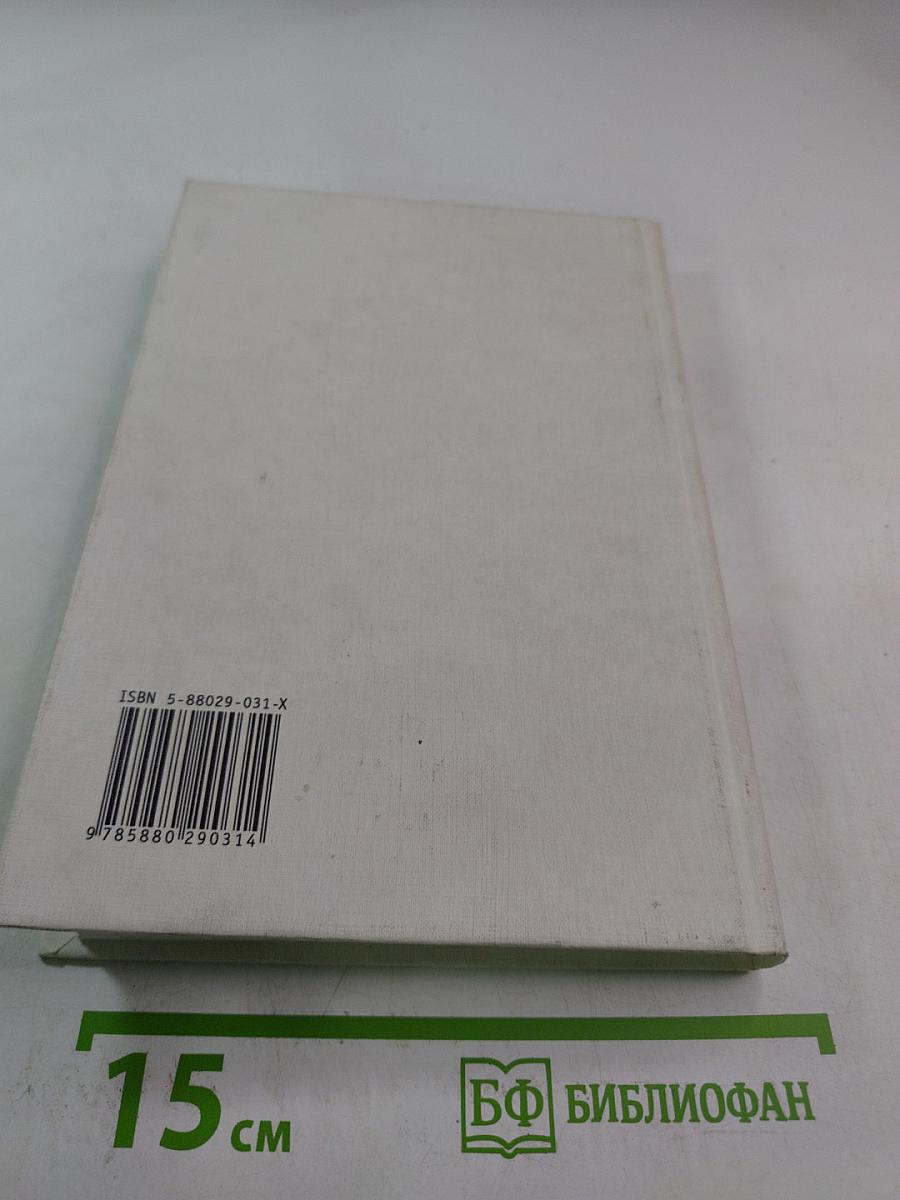 ISBN 5-88029-031-X
9 785880 290314
15 см
БФ БИБЛИОФАН